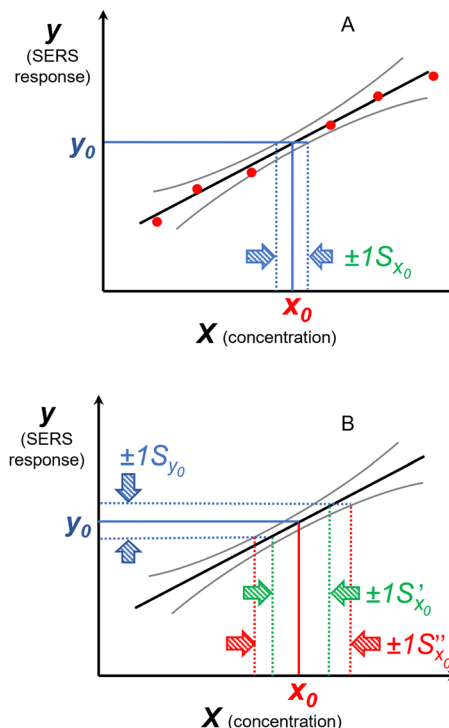 A
y
(SERS
response)
y0
±1Sx0
x0
X (concentration)
B
y
(SERS
response)
±1Sy0
y0
±1S'x0
±1S''x0
x0
X (concentration)